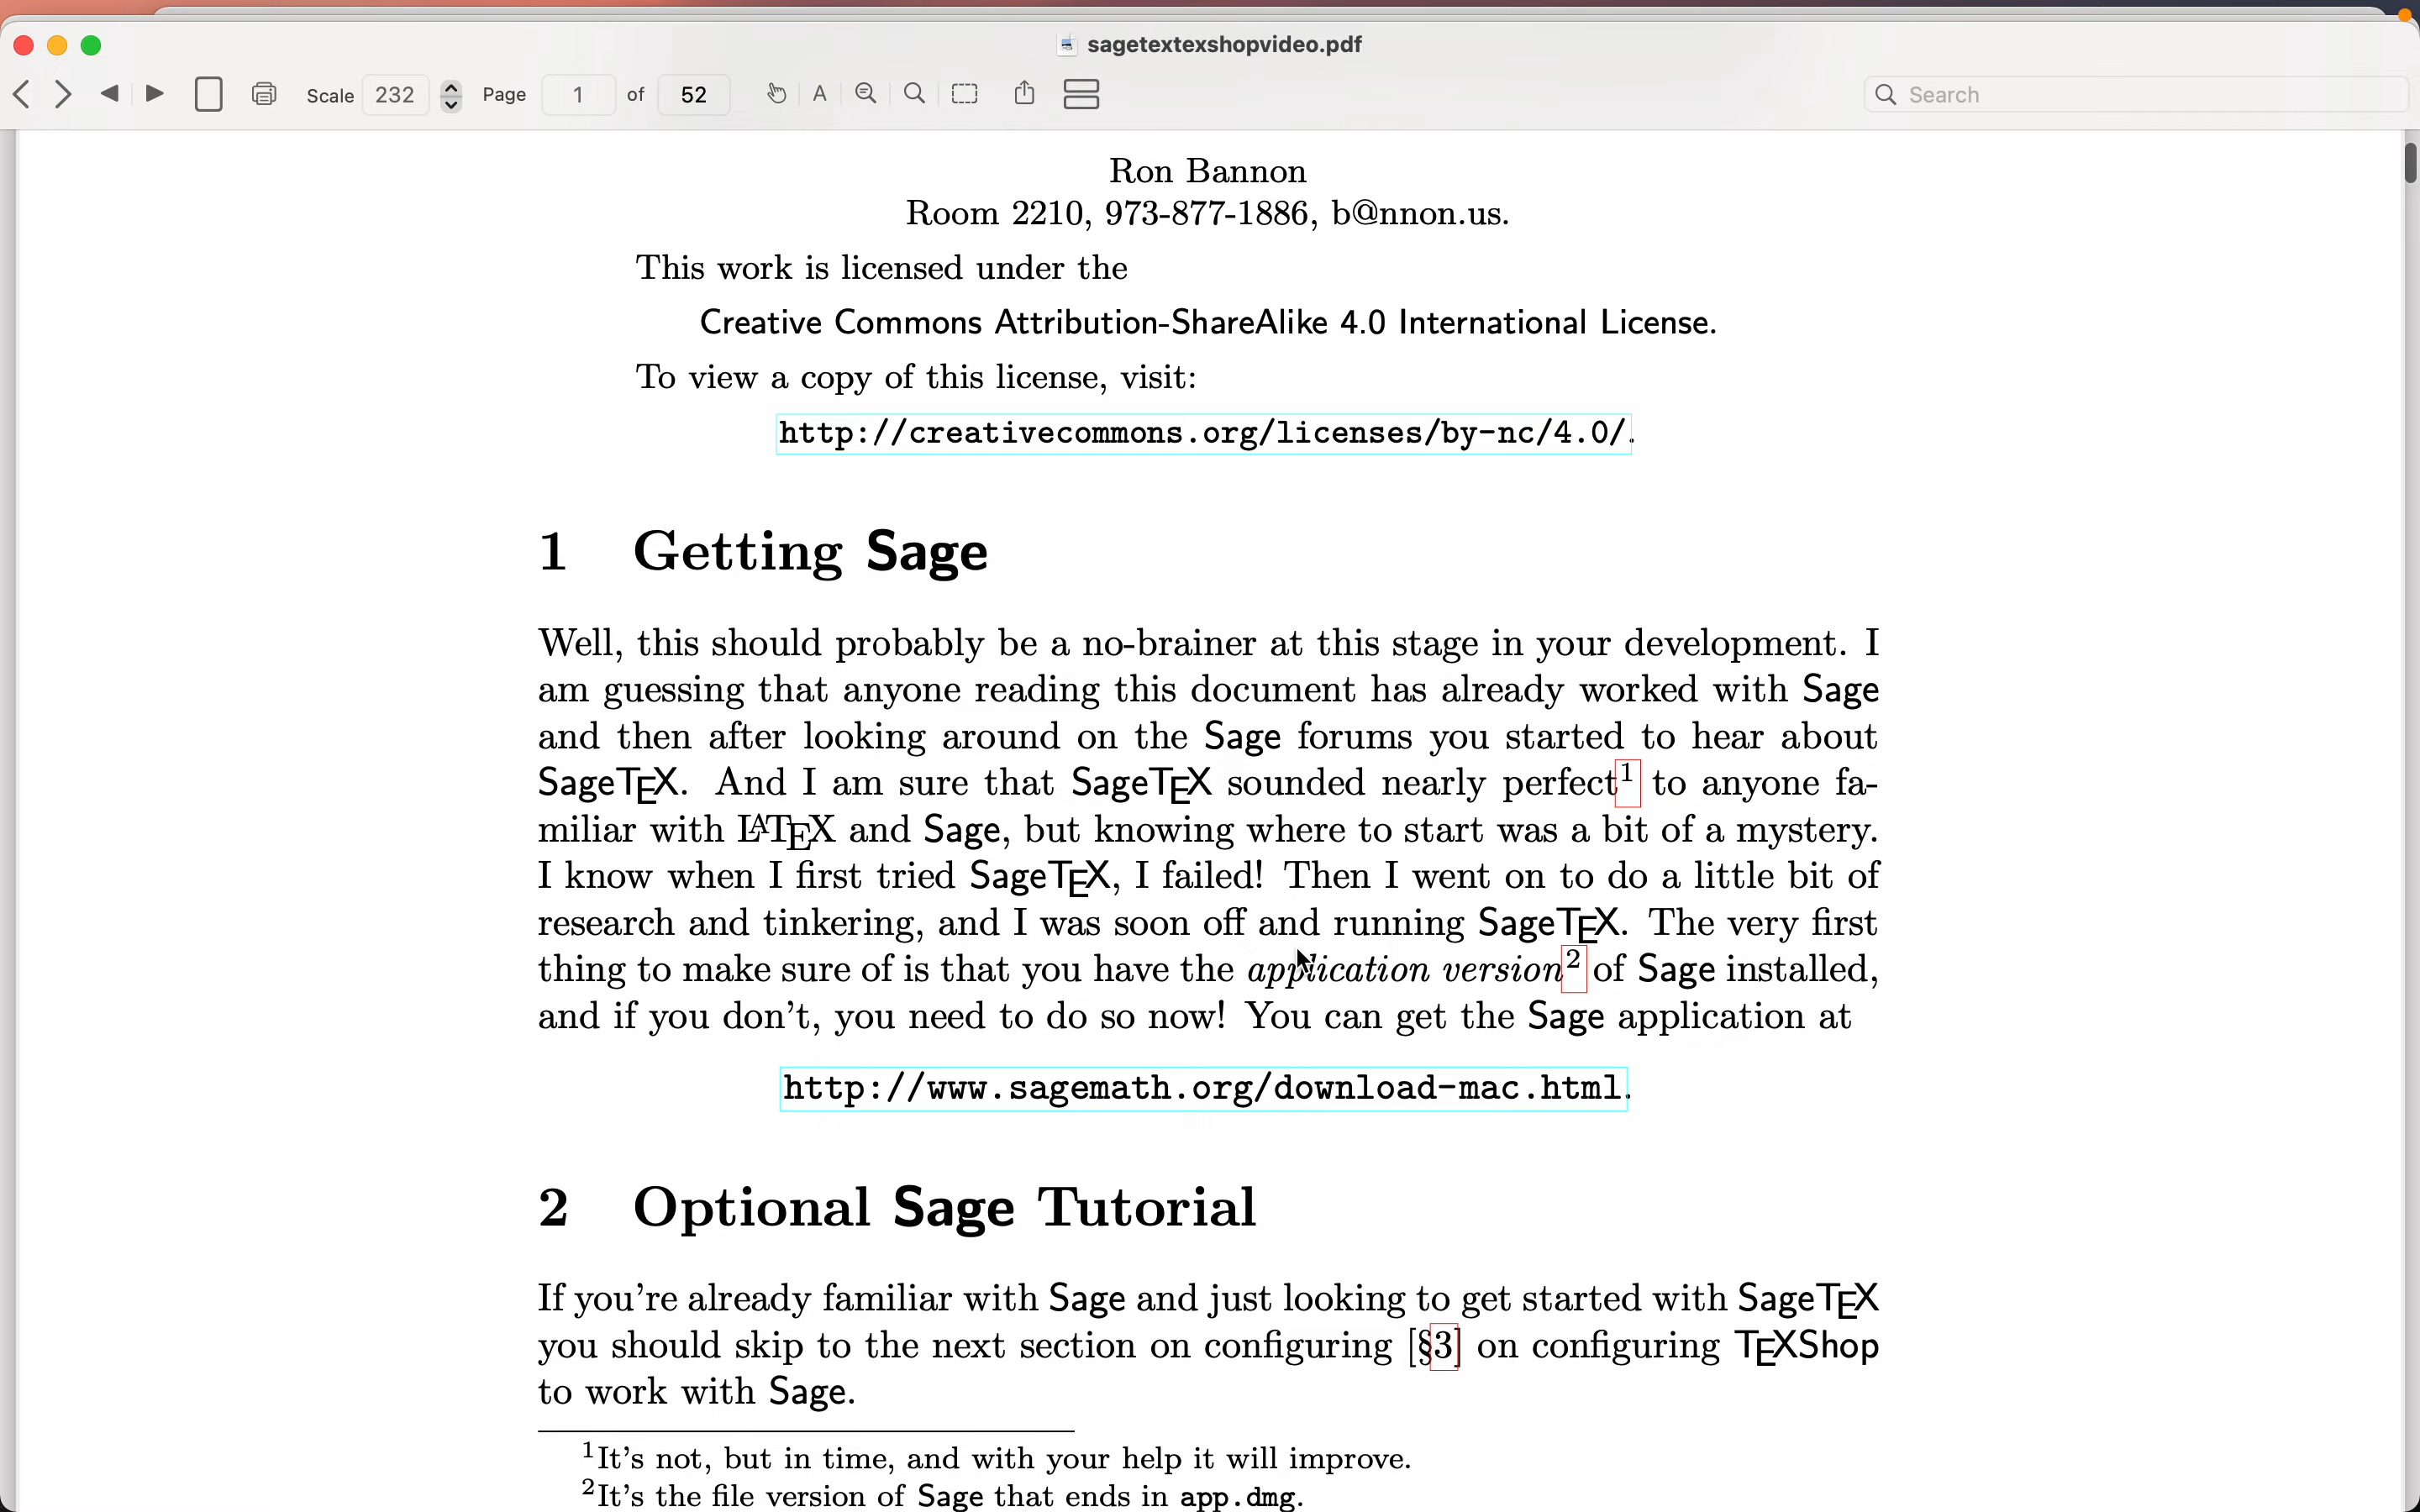 sagetextexshopvideo.pdf
Scale 232 Page 1 of 52 A Search
Ron Bannon
Room 2210, 973-877-1886, b@nnon.us.
This work is licensed under the
Creative Commons Attribution-ShareAlike 4.0 International License.
To view a copy of this license, visit:
http://creativecommons.org/licenses/by-nc/4.0/.
1 Getting Sage
Well, this should probably be a no-brainer at this stage in your development. I
am guessing that anyone reading this document has already worked with Sage
and then after looking around on the Sage forums you started to hear about
SageTEX. And I am sure that SageTEX sounded nearly perfect1 to anyone fa-
miliar with LATEX and Sage, but knowing where to start was a bit of a mystery.
I know when I first tried SageTEX, I failed! Then I went on to do a little bit of
research and tinkering, and I was soon off and running SageTEX. The very first
thing to make sure of is that you have the application version2 of Sage installed,
and if you don't, you need to do so now! You can get the Sage application at
http://www.sagemath.org/download-mac.html.
2 Optional Sage Tutorial
If you're already familiar with Sage and just looking to get started with SageTEX
you should skip to the next section on configuring [§3] on configuring TEXShop
to work with Sage.
1It's not, but in time, and with your help it will improve.
2It's the file version of Sage that ends in app.dmg.